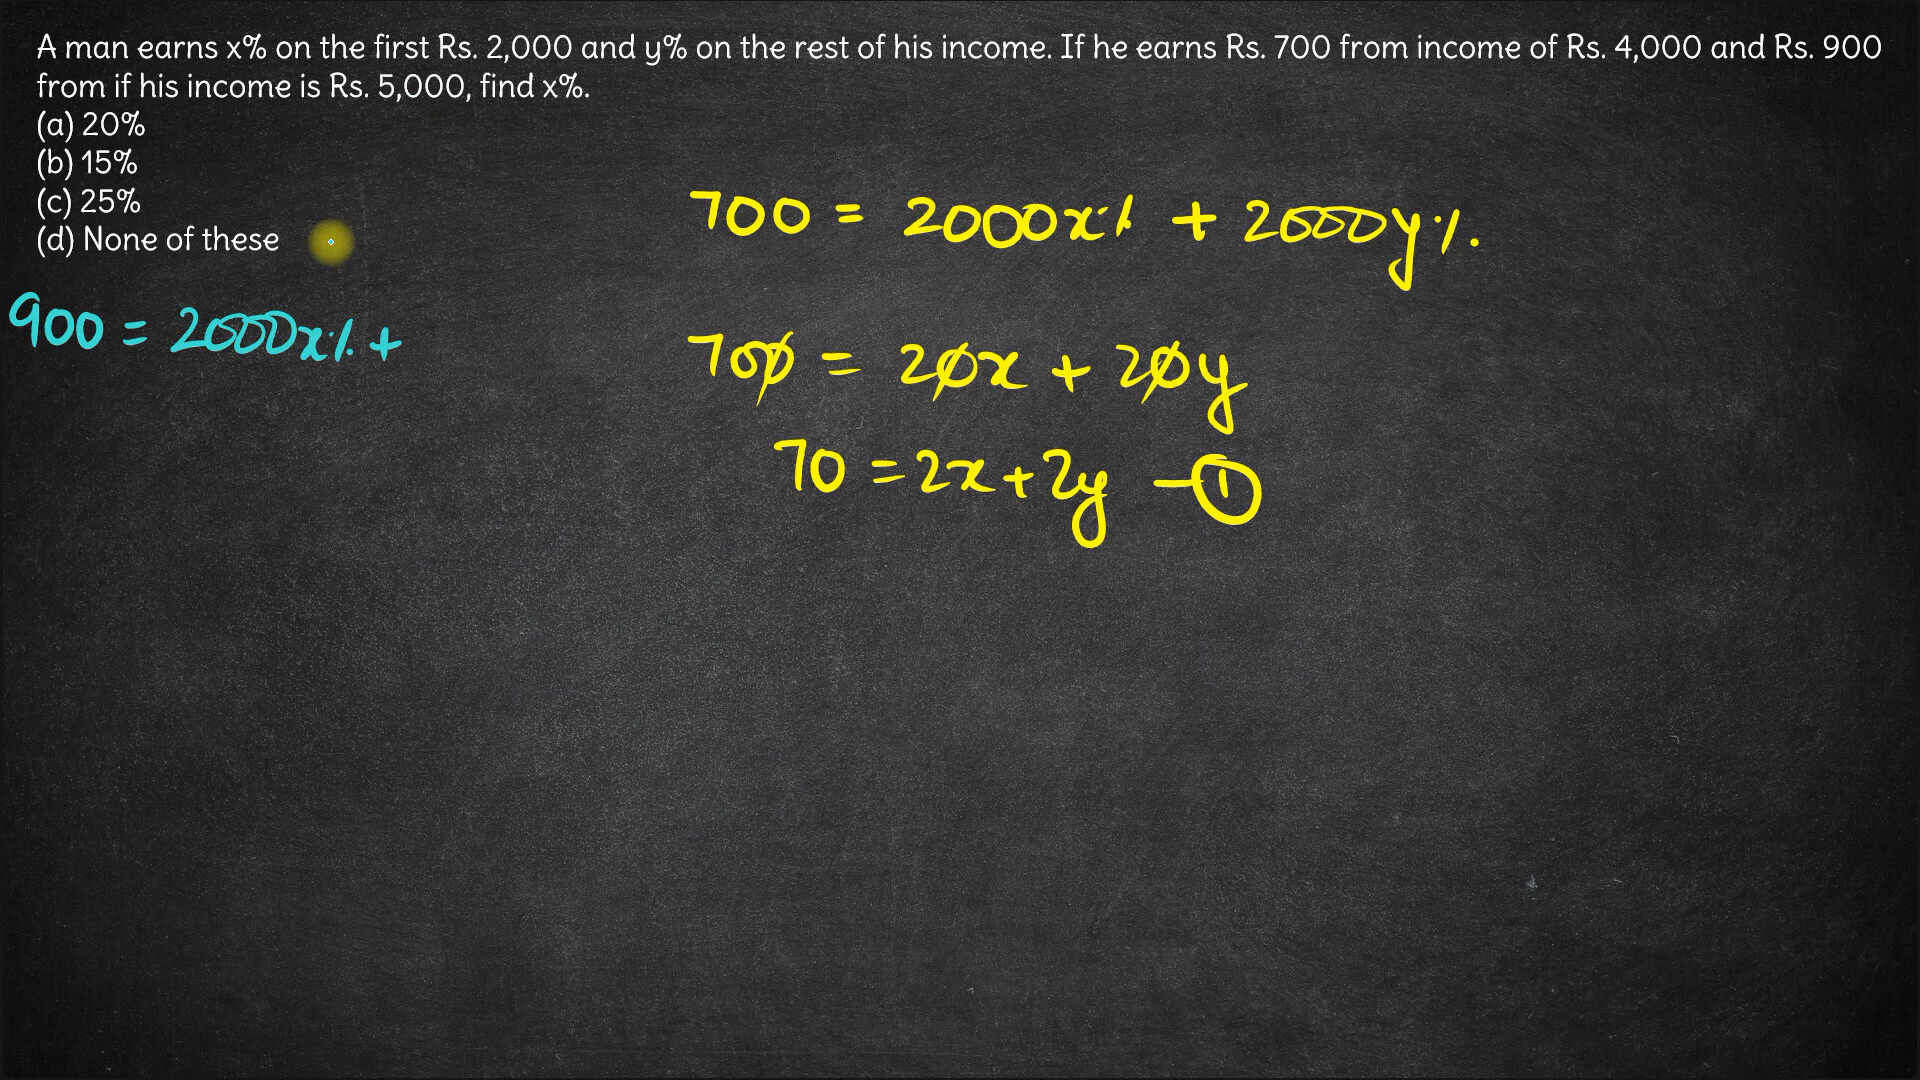 A man earns x% on the first Rs. 2,000 and y% on the rest of his income. If he earns Rs. 700 from income of Rs. 4,000 and Rs. 900
from if his income is Rs. 5,000, find x%.
(a) 20%
(b) 15%
(c) 25%
(d) None of these
700 = 2000x% + 2000y%.
900 = 2000x% +
700 = 20x + 20y
70 = 2x + 2y - ①